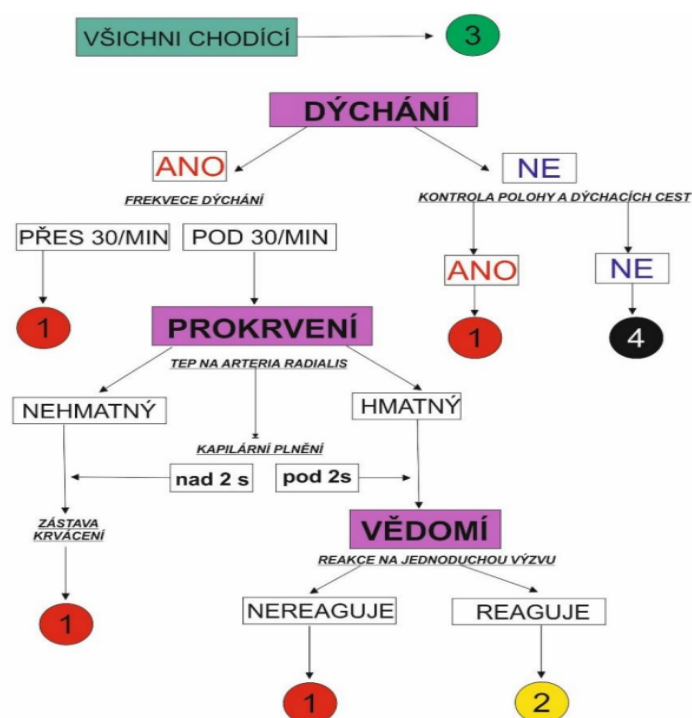 VŠICHNI CHODÍCÍ
3
DÝCHÁNÍ
ANO
NE
FREKVECE DÝCHÁNÍ
KONTROLA POLOHY A DÝCHACÍCH CEST
PŘES 30/MIN
POD 30/MIN
ANO
NE
1
PROKRVENÍ
1
4
TEP NA ARTERIA RADIALIS
NEHMATNÝ
HMATNÝ
KAPILÁRNÍ PLNĚNÍ
nad 2 s
pod 2s
ZÁSTAVA
KRVÁCENÍ
VĚDOMÍ
REAKCE NA JEDNODUCHOU VÝZVU
1
NEREAGUJE
REAGUJE
1
2